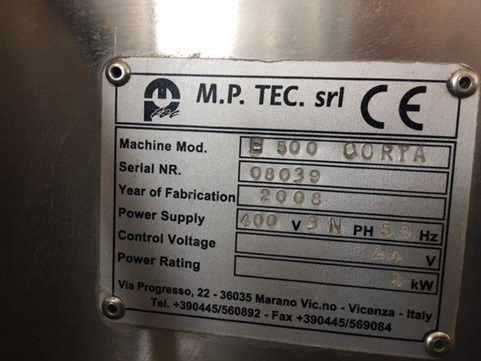 M.P. TEC. srl CE
Machine Mod. E 500 CORTA
Serial NR. 08039
Year of Fabrication 2008
Power Supply 400 V 3 N PH 50 Hz
Control Voltage 24 V
Power Rating 2 kW
Via Progresso, 22 - 36035 Marano Vic.no - Vicenza - Italy
Tel. +390445/560892 - Fax +390445/569084